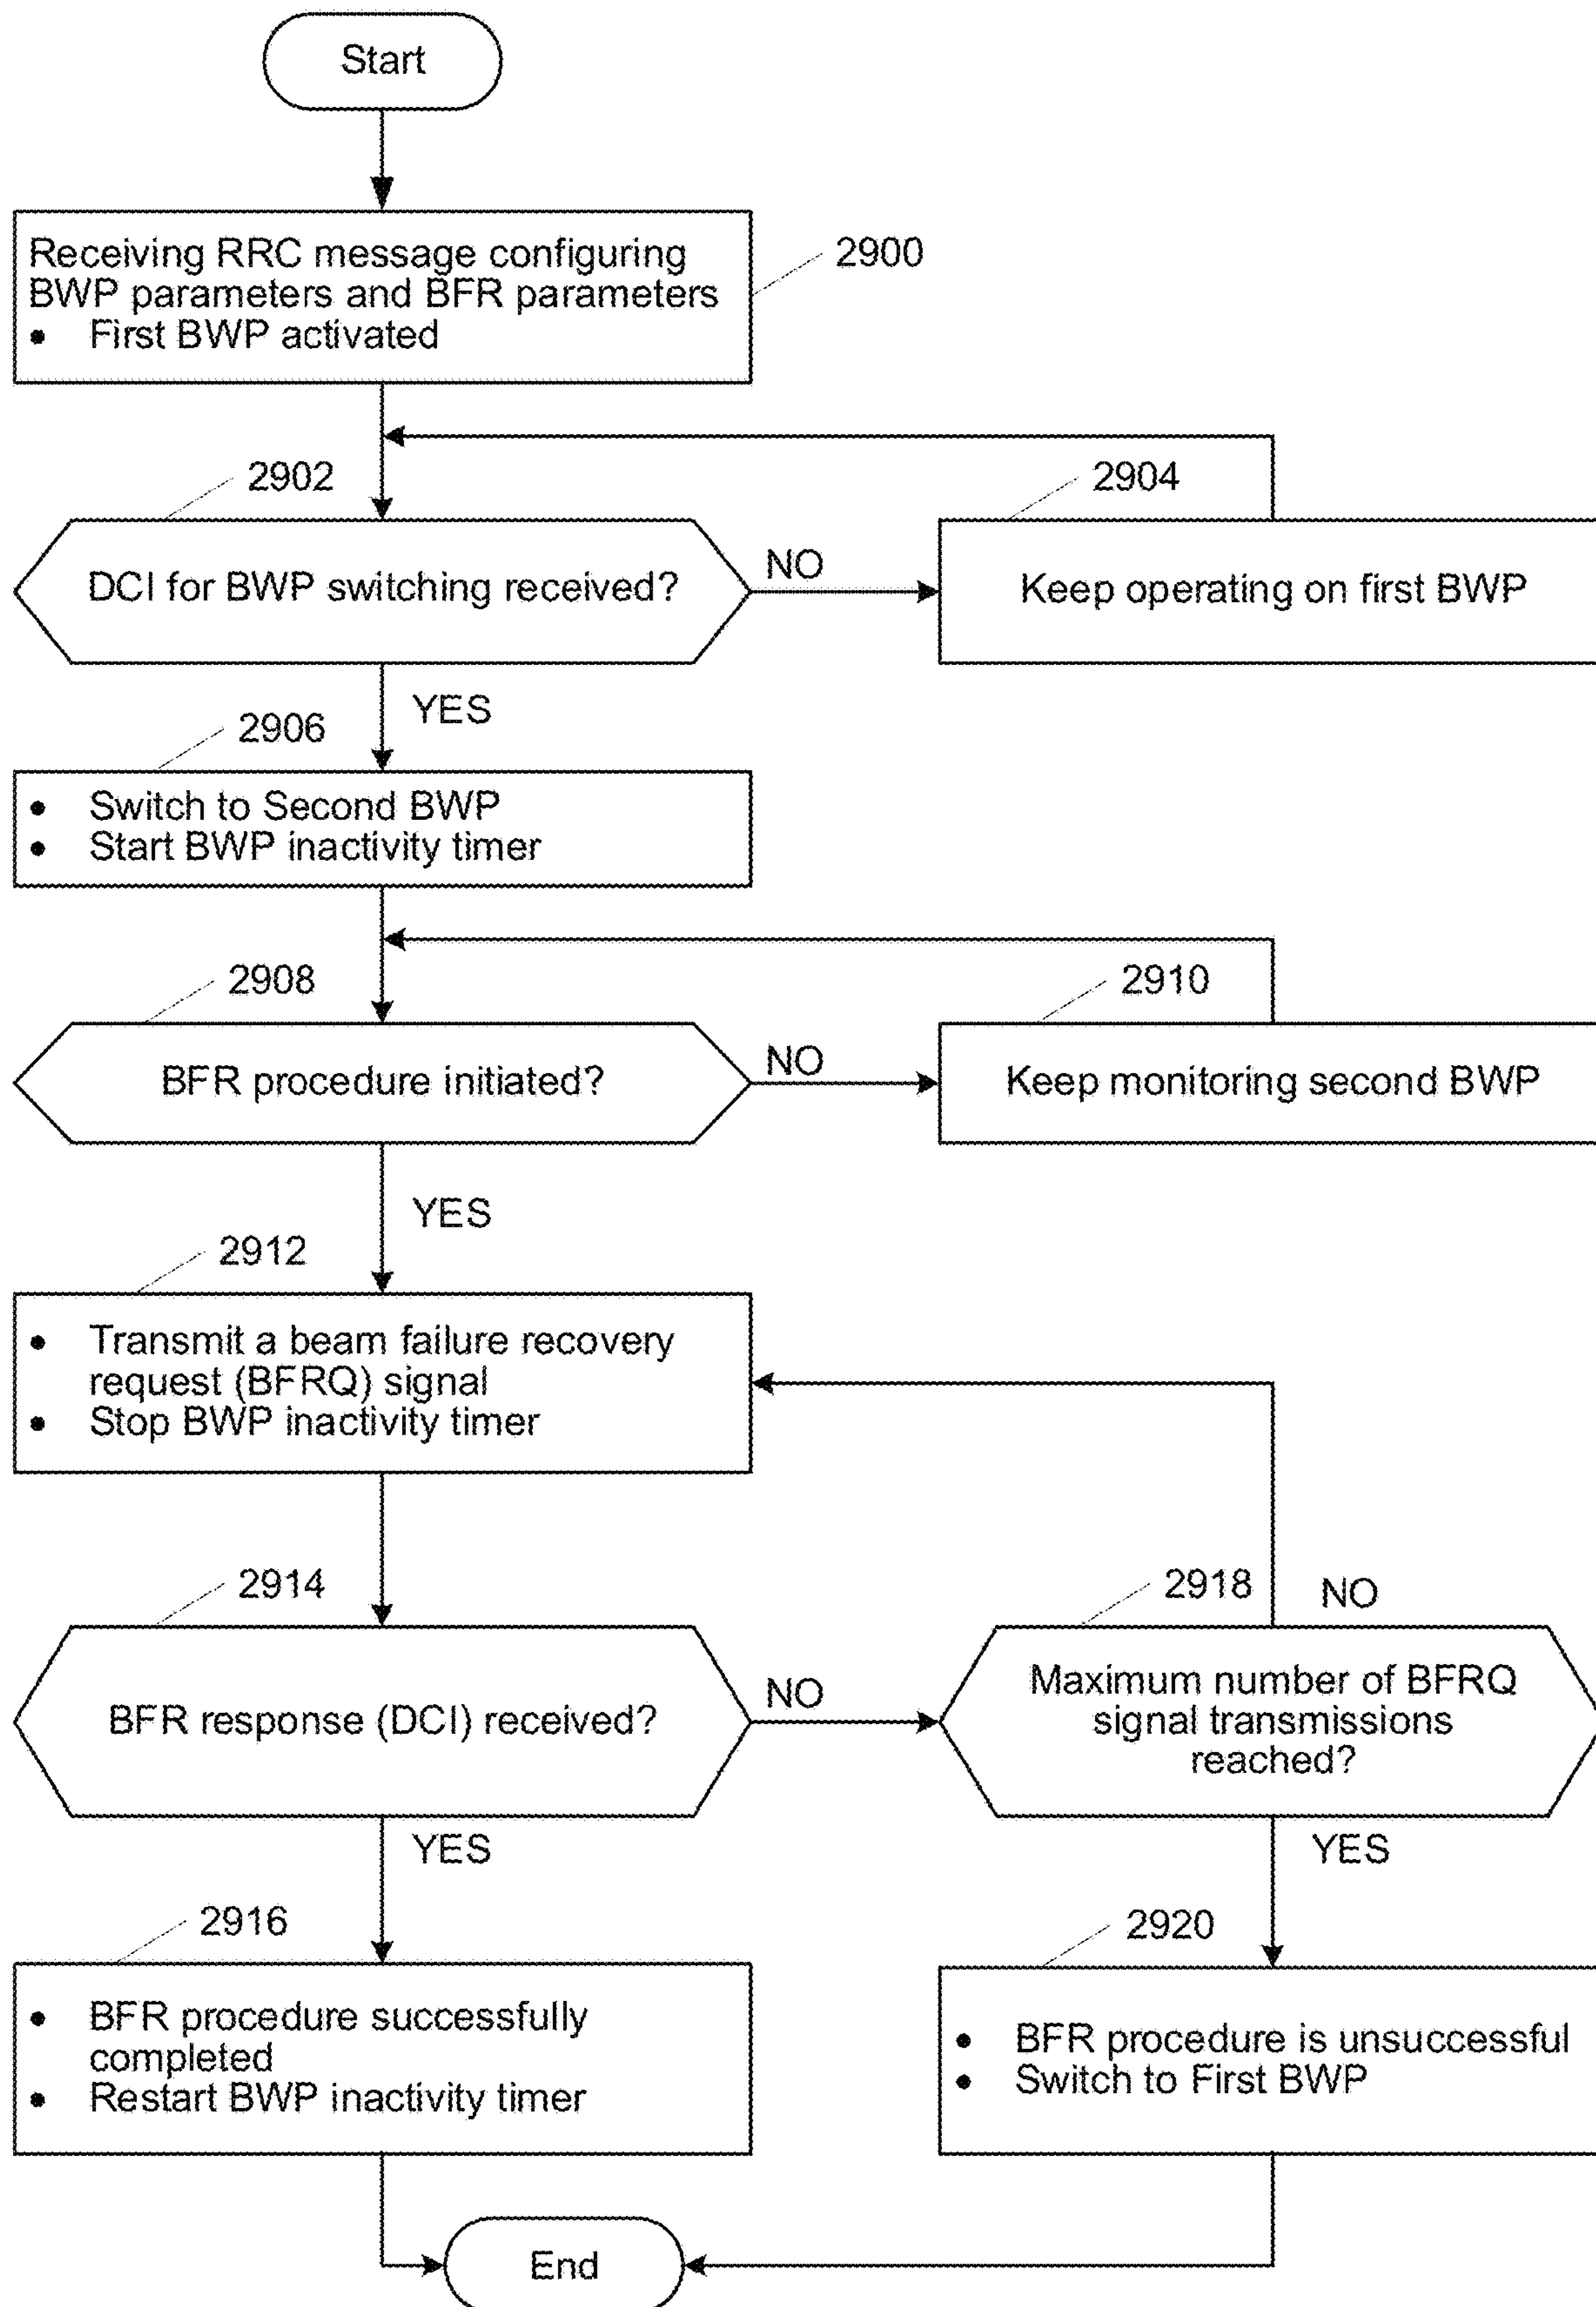 Start
Receiving RRC message configuring
BWP parameters and BFR parameters
• First BWP activated
2900
2902
DCI for BWP switching received?
NO
2904
Keep operating on first BWP
YES
2906
• Switch to Second BWP
• Start BWP inactivity timer
2908
BFR procedure initiated?
NO
2910
Keep monitoring second BWP
YES
2912
• Transmit a beam failure recovery
request (BFRQ) signal
• Stop BWP inactivity timer
2914
BFR response (DCI) received?
NO
2918
NO
Maximum number of BFRQ
signal transmissions
reached?
YES
YES
2916
• BFR procedure successfully
completed
• Restart BWP inactivity timer
2920
• BFR procedure is unsuccessful
• Switch to First BWP
End